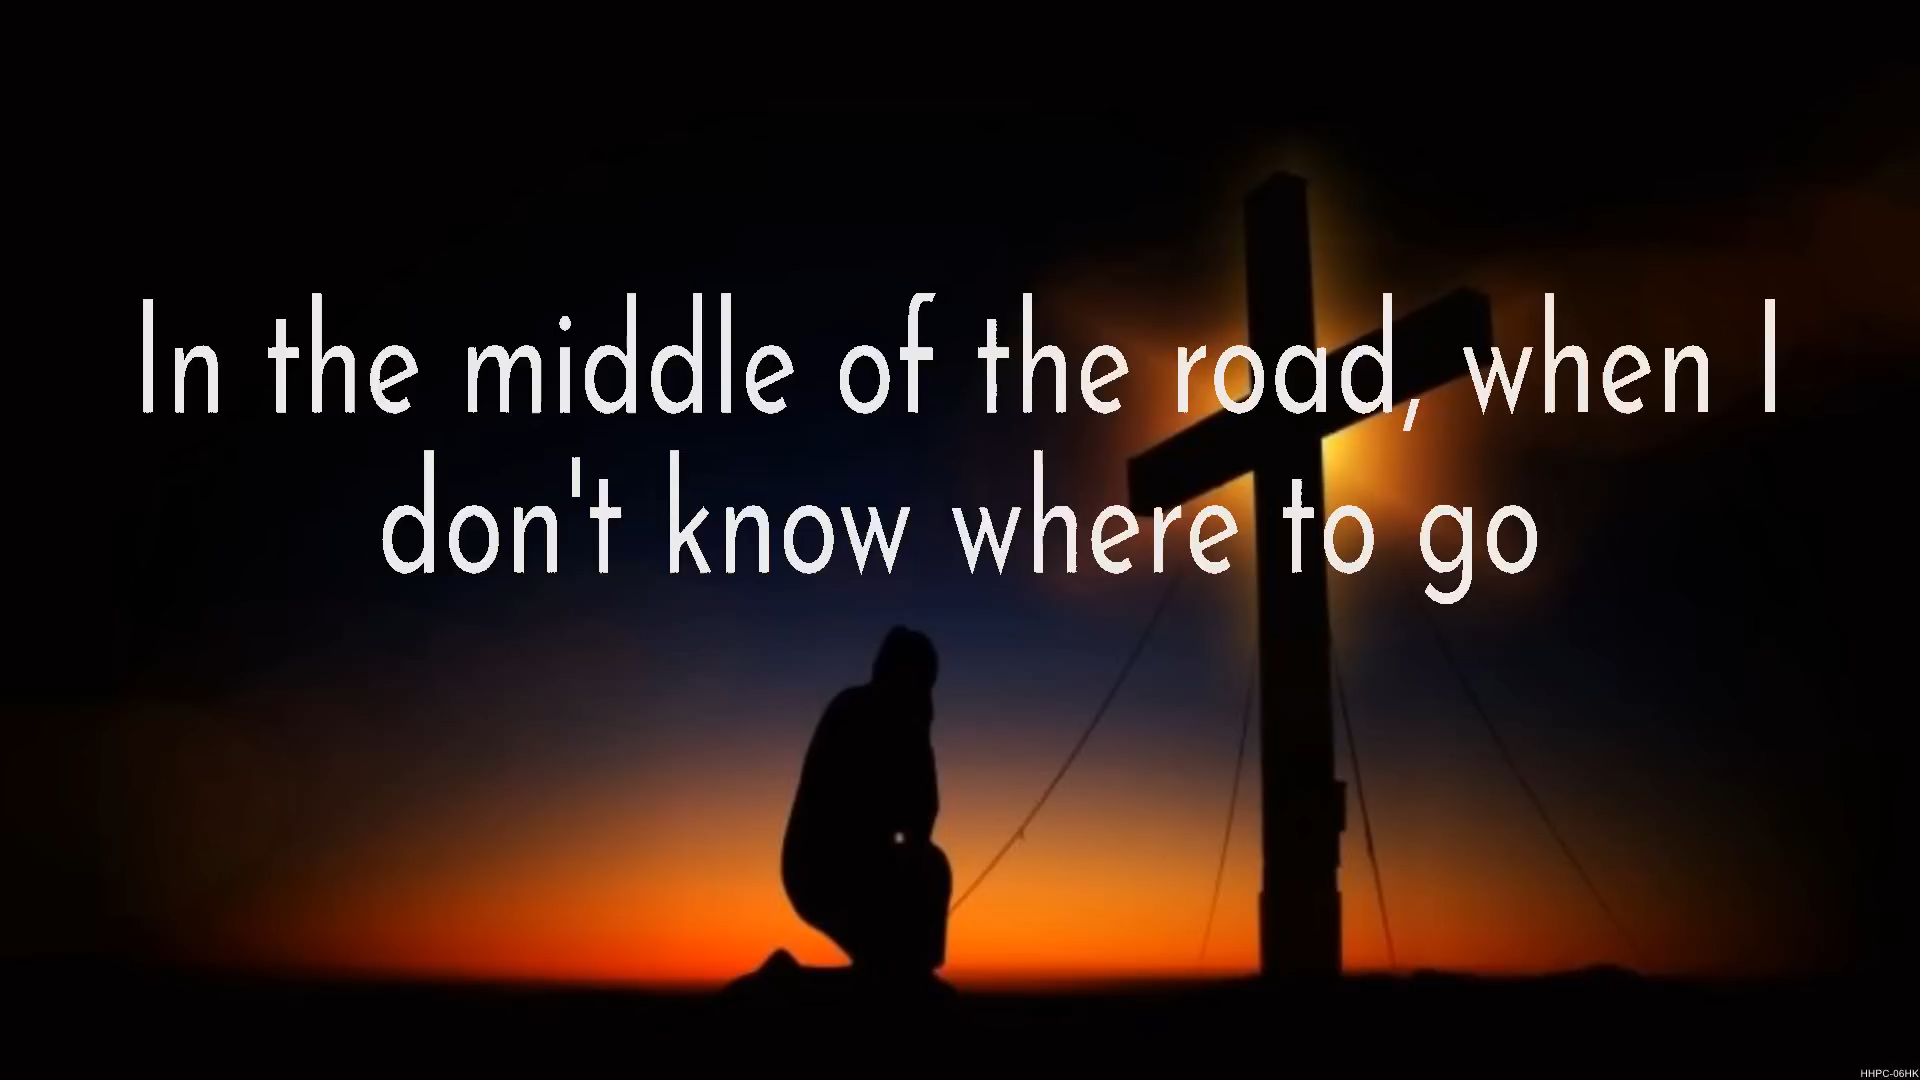 In the middle of the road, when I
don't know where to go
HHPC-06HK